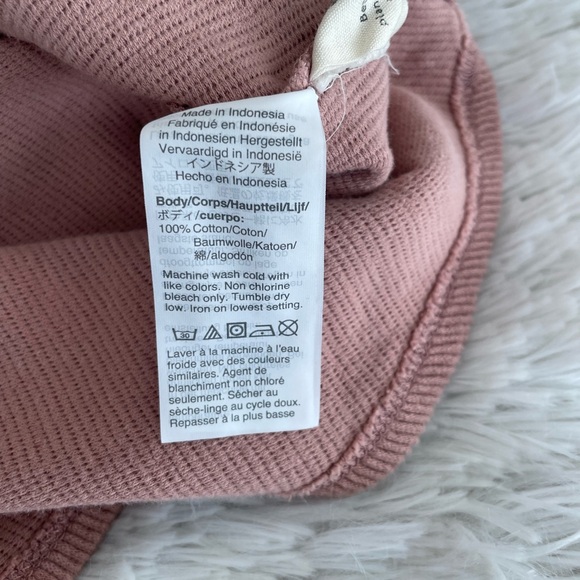 Be
plan
Made in Indonesia
Fabriqué en Indonésie
in Indonesien Hergestellt
Vervaardigd in Indonesië
インドネシア製
Hecho en Indonesia
Body/Corps/Hauptteil/Lijf/
ボディ/cuerpo:
100% Cotton/Coton/
Baumwolle/Katoen/
綿/algodón
Machine wash cold with
like colors. Non chlorine
bleach only. Tumble dry
low. Iron on lowest setting.
30
Laver à la machine à l'eau
froide avec des couleurs
similaires. Agent de
blanchiment non chloré
seulement. Sécher au
sèche-linge au cycle doux.
Repasser à la plus basse